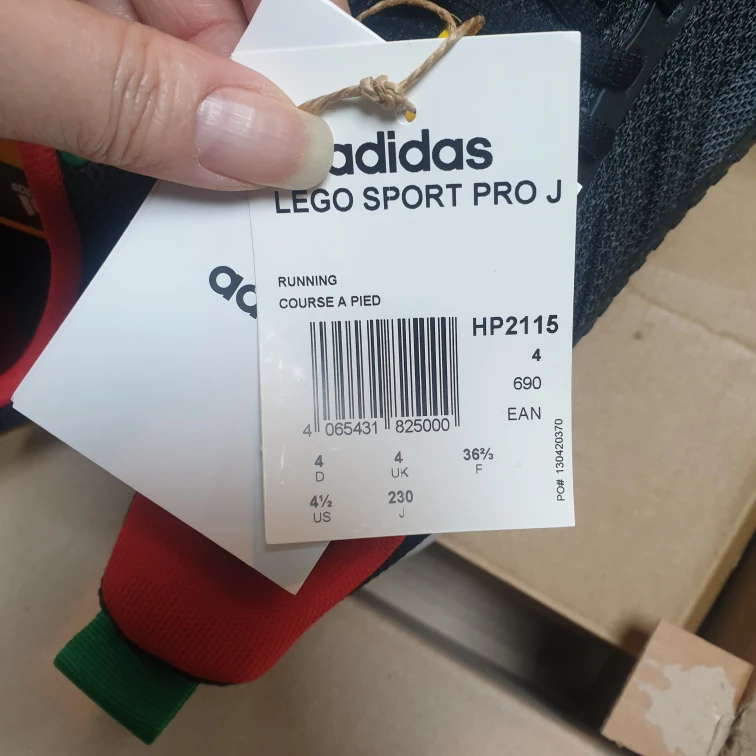 adidas
LEGO SPORT PRO J
RUNNING
COURSE A PIED
HP2115
4
690
EAN
4 065431 825000
4 4 36⅔
D UK F
4½ 230
US J
PO# 130420370
ad